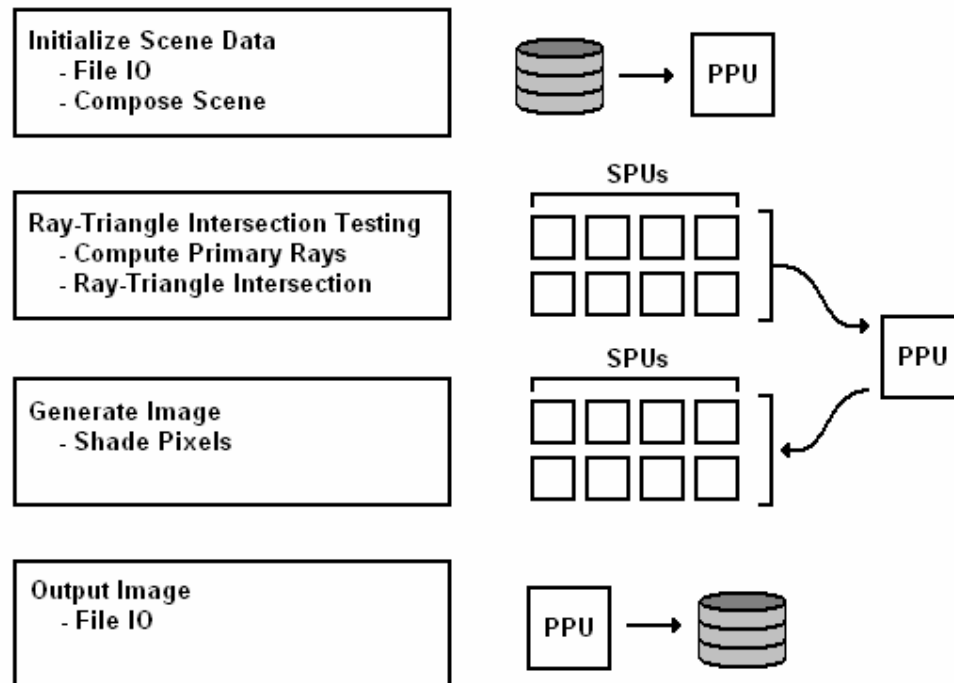 Initialize Scene Data
- File IO
- Compose Scene
PPU
SPUs
Ray-Triangle Intersection Testing
- Compute Primary Rays
- Ray-Triangle Intersection
PPU
SPUs
Generate Image
- Shade Pixels
Output Image
- File IO
PPU